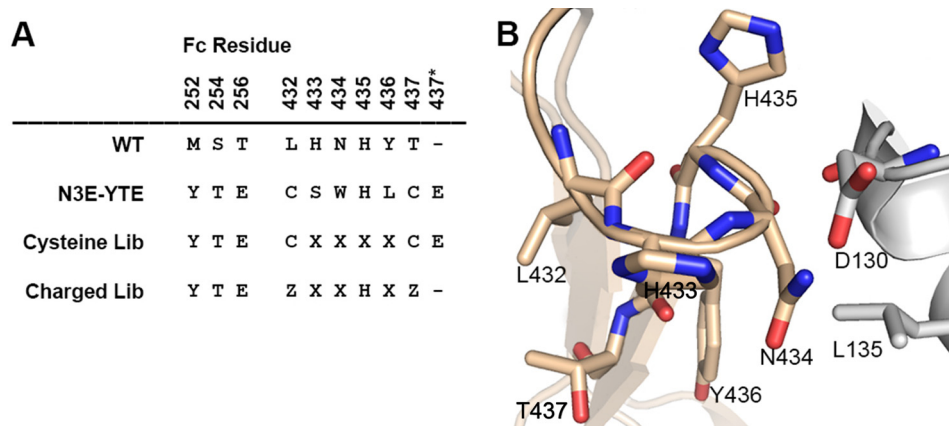 A
Fc Residue
252 254 256 432 433 434 435 436 437 437*
WT M S T L H N H Y T -
N3E-YTE Y T E C S W H L C E
Cysteine Lib Y T E C X X X X C E
Charged Lib Y T E Z X X H X Z -
B
H435
D130
L432
H433
L135
N434
Y436
T437